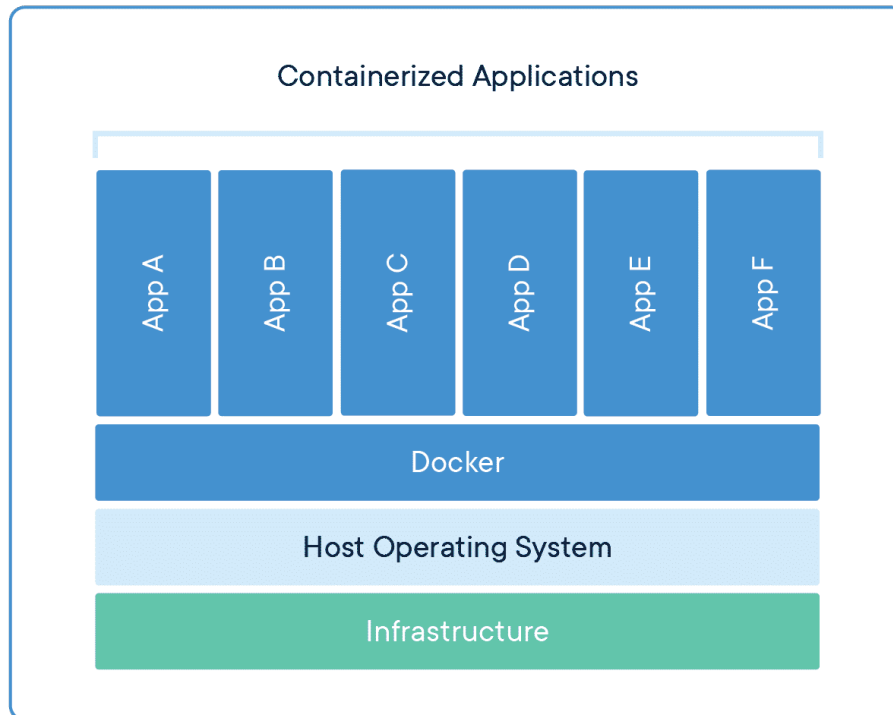 Containerized Applications
App A
App B
App C
App D
App E
App F
Docker
Host Operating System
Infrastructure